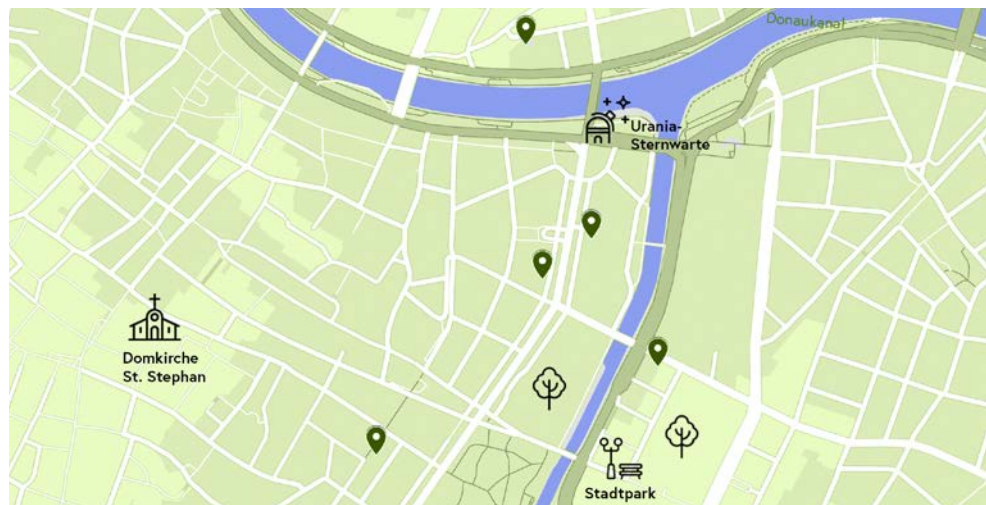 Donaukanal
Urania-
Sternwarte
Domkirche
St. Stephan
Stadtpark